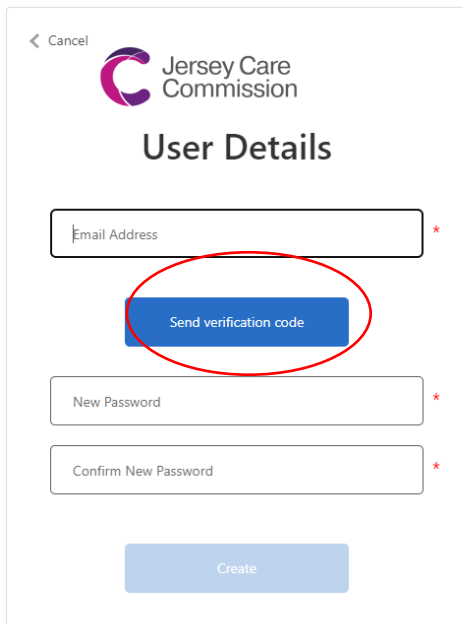 Cancel
Jersey Care
Commission
User Details
Email Address *
Send verification code
New Password *
Confirm New Password *
Create